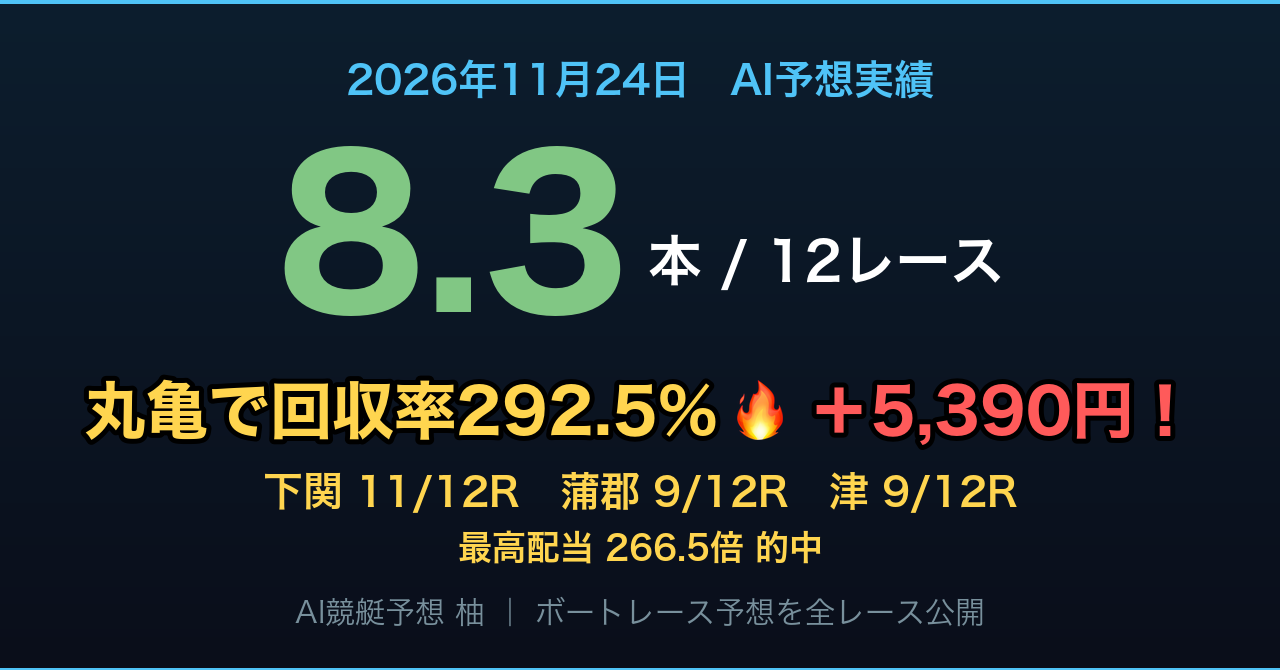 2026年11月24日　AI予想実績
8.3 本 / 12レース
丸亀で回収率292.5%🔥 +5,390円！
下関 11/12R　蒲郡 9/12R　津 9/12R
最高配当 266.5倍 的中
AI競艇予想 柚 ｜ ボートレース予想を全レース公開